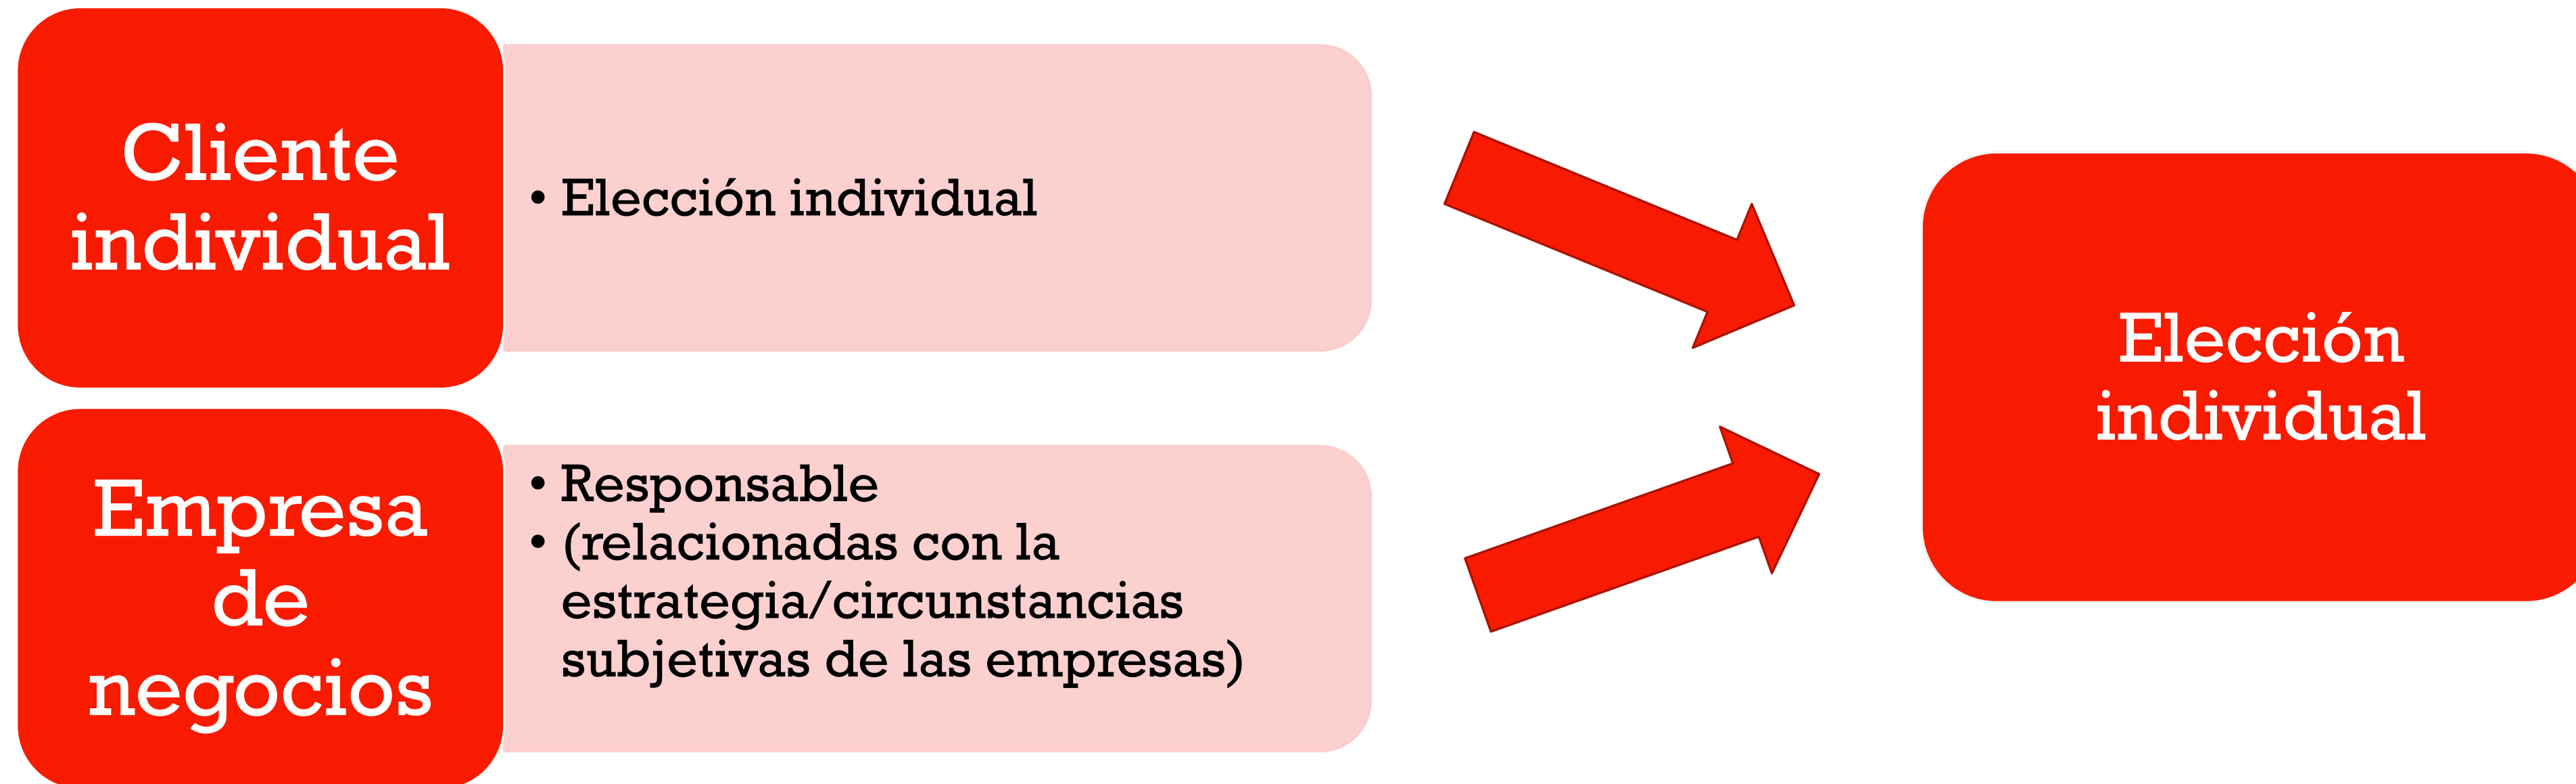 Cliente
individual
• Elección individual
Empresa
de
negocios
• Responsable
• (relacionadas con la
estrategia/circunstancias
subjetivas de las empresas)
Elección
individual